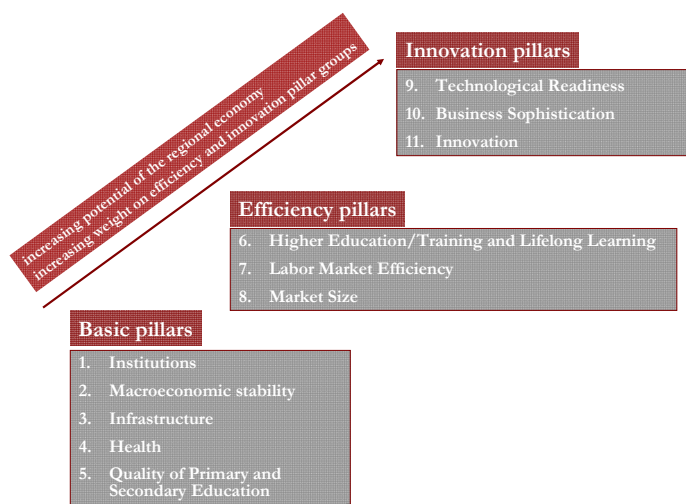 increasing potential of the regional economy
increasing weight on efficiency and innovation pillar groups
Innovation pillars
9. Technological Readiness
10. Business Sophistication
11. Innovation
Efficiency pillars
6. Higher Education/Training and Lifelong Learning
7. Labor Market Efficiency
8. Market Size
Basic pillars
1. Institutions
2. Macroeconomic stability
3. Infrastructure
4. Health
5. Quality of Primary and
Secondary Education